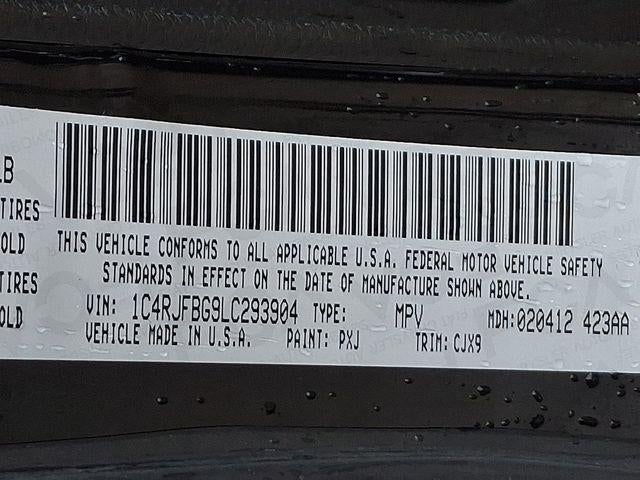 LB
TIRES
OLD
TIRES
OLD
THIS VEHICLE CONFORMS TO ALL APPLICABLE U.S.A. FEDERAL MOTOR VEHICLE SAFETY
STANDARDS IN EFFECT ON THE DATE OF MANUFACTURE SHOWN ABOVE.
VIN: 1C4RJFBG9LC293904 TYPE: MPV MDH:020412 423AA
VEHICLE MADE IN U.S.A. PAINT: PXJ TRIM: CJX9